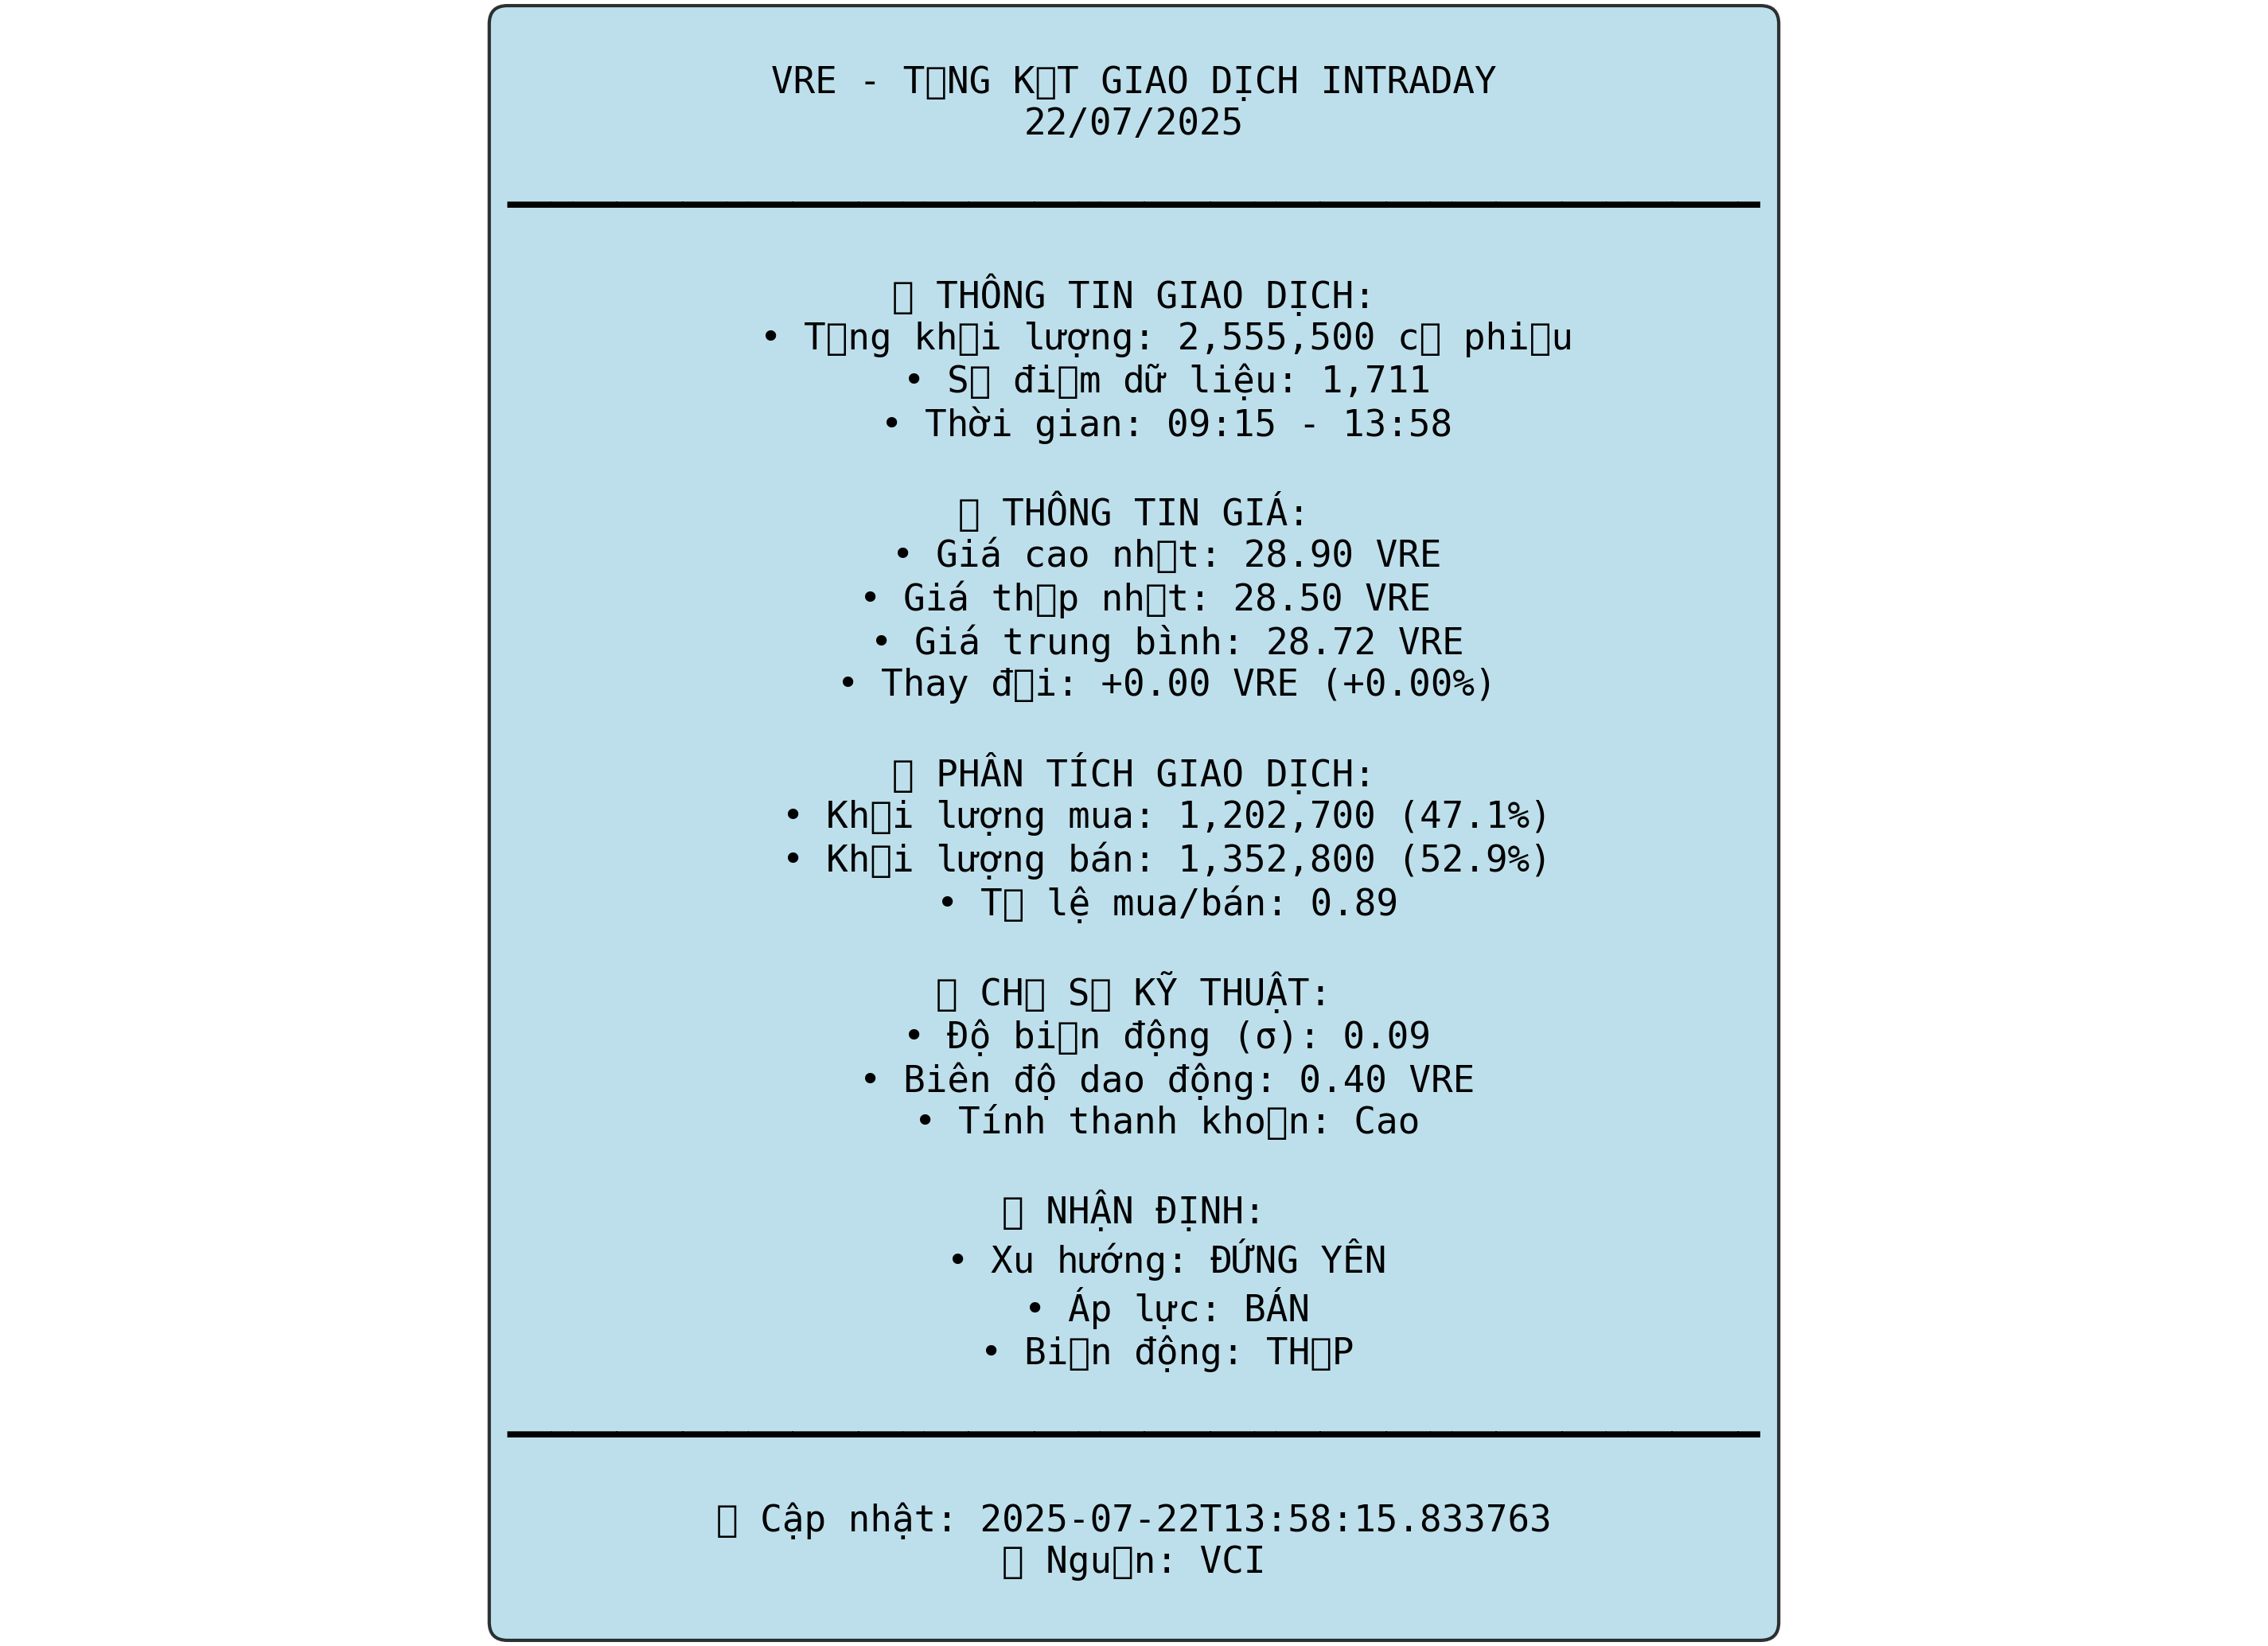 VRE - T▯NG K▯T GIAO DỊCH INTRADAY
22/07/2025
▯ THÔNG TIN GIAO DỊCH:
• T▯ng kh▯i lượng: 2,555,500 c▯ phi▯u
• S▯ đi▯m dữ liệu: 1,711
• Thời gian: 09:15 - 13:58
▯ THÔNG TIN GIÁ:
• Giá cao nh▯t: 28.90 VRE
• Giá th▯p nh▯t: 28.50 VRE
• Giá trung bình: 28.72 VRE
• Thay đ▯i: +0.00 VRE (+0.00%)
▯ PHÂN TÍCH GIAO DỊCH:
• Kh▯i lượng mua: 1,202,700 (47.1%)
• Kh▯i lượng bán: 1,352,800 (52.9%)
• T▯ lệ mua/bán: 0.89
▯ CH▯ S▯ KỸ THUẬT:
• Độ bi▯n động (σ): 0.09
• Biên độ dao động: 0.40 VRE
• Tính thanh kho▯n: Cao
▯ NHẬN ĐỊNH:
• Xu hướng: ĐỨNG YÊN
• Áp lực: BÁN
• Bi▯n động: TH▯P
▯ Cập nhật: 2025-07-22T13:58:15.833763
▯ Ngu▯n: VCI